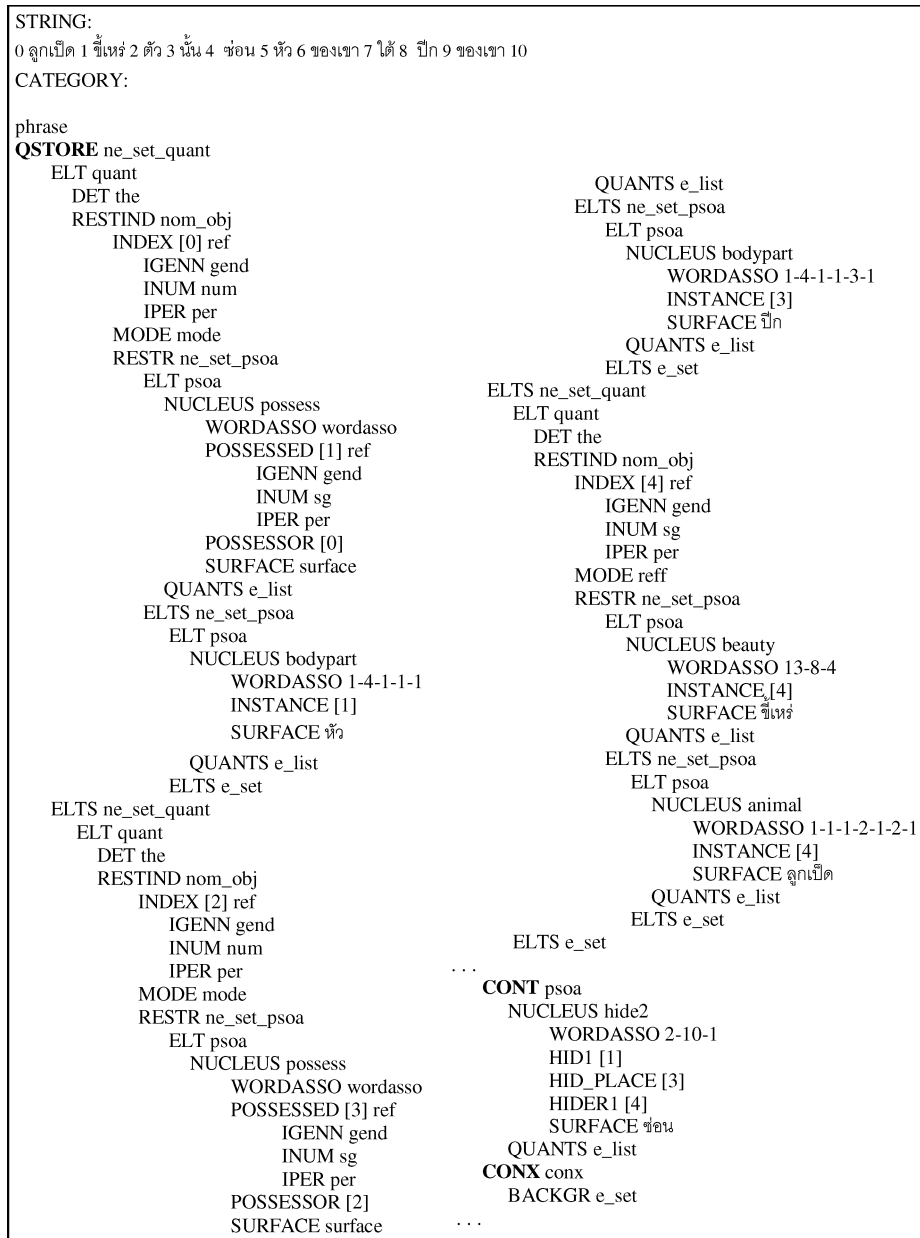 STRING:
0 ลูกเป็ด 1 ขี้เหร่ 2 ตัว 3 นั้น 4 ซ่อน 5 หัว 6 ของเขา 7 ใต้ 8 ปีก 9 ของเขา 10
CATEGORY:
phrase
QSTORE ne_set_quant
ELT quant
DET the
RESTIND nom_obj
INDEX [0] ref
IGENN gend
INUM num
IPER per
MODE mode
RESTR ne_set_psoa
ELT psoa
NUCLEUS possess
WORDASSO wordasso
POSSESSED [1] ref
IGENN gend
INUM sg
IPER per
POSSESSOR [0]
SURFACE surface
QUANTS e_list
ELTS ne_set_psoa
ELT psoa
NUCLEUS bodypart
WORDASSO 1-4-1-1-1
INSTANCE [1]
SURFACE หัว
QUANTS e_list
ELTS e_set
ELTS ne_set_quant
ELT quant
DET the
RESTIND nom_obj
INDEX [2] ref
IGENN gend
INUM num
IPER per
MODE mode
RESTR ne_set_psoa
ELT psoa
NUCLEUS possess
WORDASSO wordasso
POSSESSED [3] ref
IGENN gend
INUM sg
IPER per
POSSESSOR [2]
SURFACE surface
QUANTS e_list
ELTS ne_set_psoa
ELT psoa
NUCLEUS bodypart
WORDASSO 1-4-1-1-3-1
INSTANCE [3]
SURFACE ปีก
QUANTS e_list
ELTS e_set
ELTS ne_set_quant
ELT quant
DET the
RESTIND nom_obj
INDEX [4] ref
IGENN gend
INUM sg
IPER per
MODE reff
RESTR ne_set_psoa
ELT psoa
NUCLEUS beauty
WORDASSO 13-8-4
INSTANCE [4]
SURFACE ขี้เหร่
QUANTS e_list
ELTS ne_set_psoa
ELT psoa
NUCLEUS animal
WORDASSO 1-1-1-2-1-2-1
INSTANCE [4]
SURFACE ลูกเป็ด
QUANTS e_list
ELTS e_set
ELTS e_set
. . .
CONT psoa
NUCLEUS hide2
WORDASSO 2-10-1
HID1 [1]
HID_PLACE [3]
HIDER1 [4]
SURFACE ซ่อน
QUANTS e_list
CONX conx
BACKGR e_set
. . .